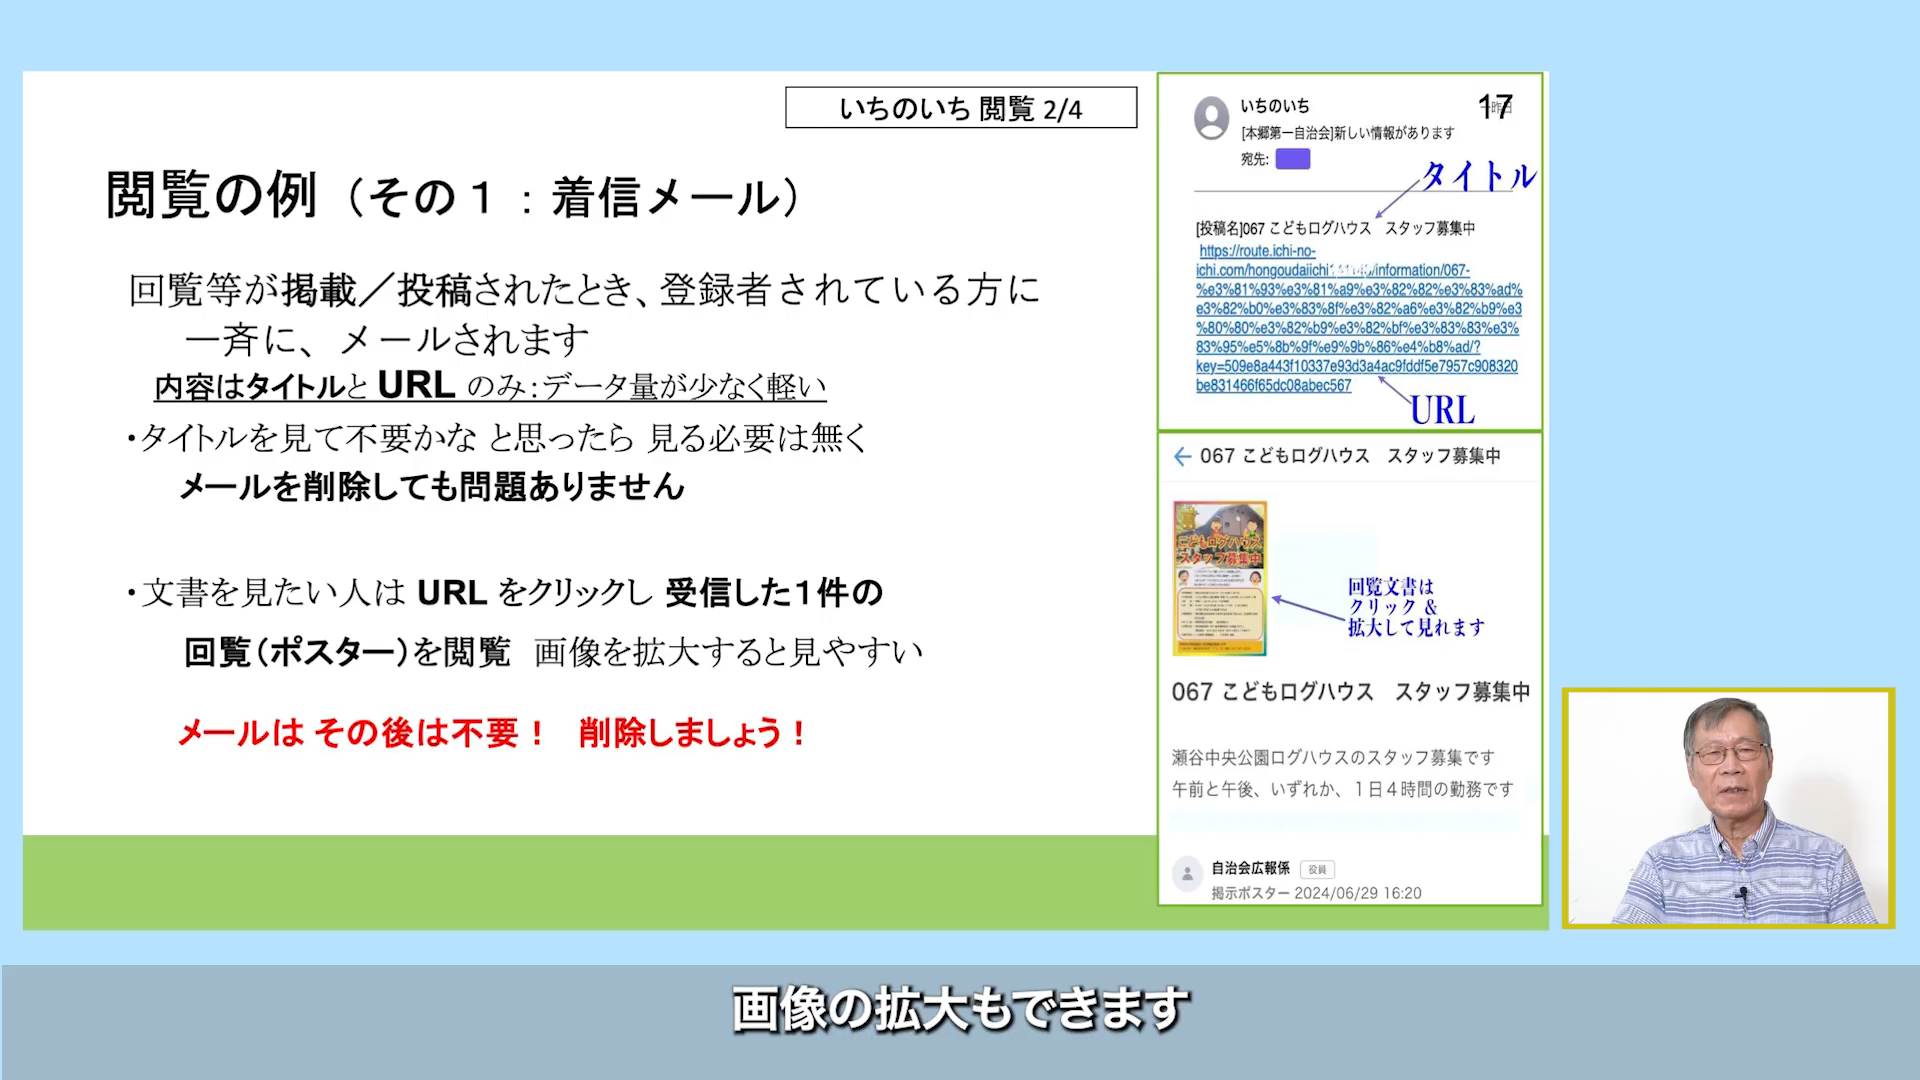 いちのいち 閲覧 2/4
閲覧の例（その１：着信メール）
回覧等が掲載／投稿されたとき、登録者されている方に
一斉に、メールされます
内容はタイトルと URL のみ：データ量が少なく軽い
・タイトルを見て不要かな と思ったら 見る必要は無く
メールを削除しても問題ありません
・文書を見たい人は URL をクリックし 受信した１件の
回覧（ポスター）を閲覧　画像を拡大すると見やすい
メールは その後は不要！　削除しましょう！
いちのいち
17
[本郷第一自治会]新しい情報があります
宛先:
タイトル
[投稿名]067 こどもログハウス　スタッフ募集中
https://route.ichi-no-
ichi.com/hongoudaiichi
/information/067-
%e3%81%93%e3%81%a9%e3%82%82%e3%83%ad%
e3%82%b0%e3%83%8f%e3%82%a6%e3%82%b9%e3
%80%80%e3%82%b9%e3%82%bf%e3%83%83%e3%
83%95%e5%8b%9f%e9%9b%86%e4%b8%ad/?
key=509e8a443f10337e93d3a4ac9fddf5e7957c908320
be831466f65dc08abec567
URL
067 こどもログハウス　スタッフ募集中
こどもログハウス
スタッフ募集中
回覧文書は
クリック &
拡大して見れます
067 こどもログハウス　スタッフ募集中
瀬谷中央公園ログハウスのスタッフ募集です
午前と午後、いずれか、１日４時間の勤務です
自治会広報係 役員
掲示ポスター 2024/06/29 16:20
画像の拡大もできます